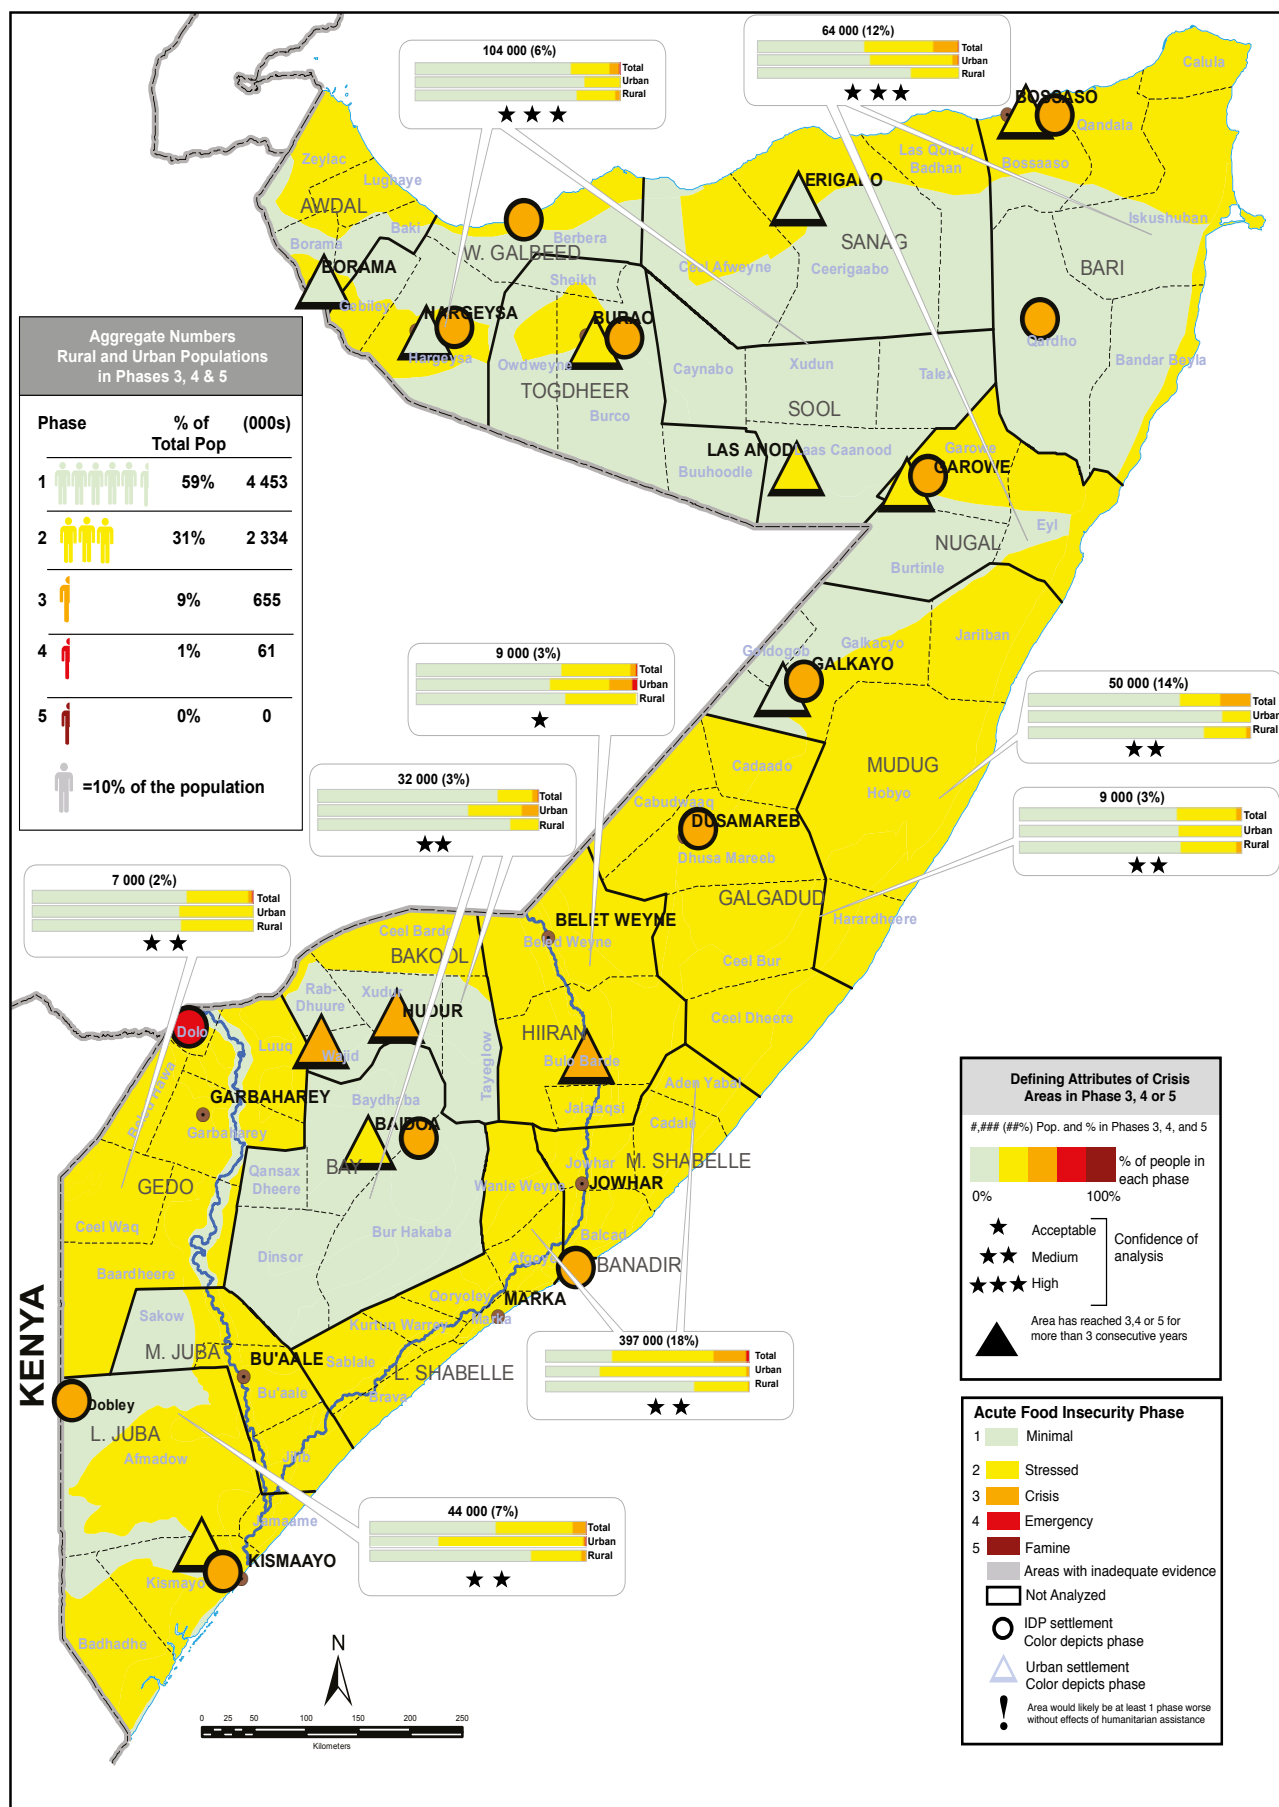 104 000 (6%)
Total
Urban
Rural
64 000 (12%)
Total
Urban
Rural
Calula
BOSSASO
Qandala
Bossaaso
Las Qoray/
Badhan
Zeylac
Lughaye
AWDAL
Baki
Borama
BORAMA
Gebiley
W. GALBEED
Berbera
Sheikh
HARGEYSA
Hargeysa
BURAO
Owdweyne
TOGDHEER
Burco
ERIGABO
SANAG
Ceel Afweyne
Ceerigaabo
Iskushuban
BARI
Qardho
Bandar Beyla
Caynabo
Xudun
Talex
SOOL
LAS ANOD
Laas Caanood
Buuhoodle
Garowe
GAROWE
Eyl
NUGAL
Burtinle
Aggregate Numbers
Rural and Urban Populations
in Phases 3, 4 & 5
Phase % of (000s)
Total Pop
1 59% 4 453
2 31% 2 334
3 9% 655
4 1% 61
5 0% 0
=10% of the population
Jariiban
Galkacyo
Goldogob
GALKAYO
9 000 (3%)
Total
Urban
Rural
50 000 (14%)
Total
Urban
Rural
MUDUG
Hobyo
Cadaado
Cabudwaaq
DUSAMAREB
Dhusa Mareeb
GALGADUD
Harardheere
Ceel Bur
Ceel Dheere
32 000 (3%)
Total
Urban
Rural
9 000 (3%)
Total
Urban
Rural
7 000 (2%)
Total
Urban
Rural
BELET WEYNE
Beled Weyne
Ceel Barde
BAKOOL
Rab-
Dhuure
Xudur
HUDUR
Wajid
Tayeglow
HIIRAN
Bulo Barde
Jalalaqsi
Aden Yabal
Cadale
Dolo
Luuq
Beled Hawa
GARBAHAREY
Garbaharey
GEDO
Ceel Waq
Baardheere
Baydhaba
BAIDOA
BAY
Qansax
Dheere
Bur Hakaba
Dinsor
Jowhar
JOWHAR
M. SHABELLE
Wanle Weyne
Balcad
Afgoye
BANADIR
Qoryoley
MARKA
Marka
Kurtun Warrey
Sablale
L. SHABELLE
Brava
397 000 (18%)
Total
Urban
Rural
KENYA
Sakow
M. JUBA
BU'AALE
Bu'aale
Dobley
L. JUBA
Afmadow
Jilib
Jamaame
KISMAAYO
Kismayo
Badhadhe
44 000 (7%)
Total
Urban
Rural
N
0 25 50 100 150 200 250
Kilometers
Defining Attributes of Crisis
Areas in Phase 3, 4 or 5
#,### (##%) Pop. and % in Phases 3, 4, and 5
% of people in
each phase
0% 100%
Acceptable
Medium
High
Confidence of
analysis
Area has reached 3,4 or 5 for
more than 3 consecutive years
Acute Food Insecurity Phase
1 Minimal
2 Stressed
3 Crisis
4 Emergency
5 Famine
Areas with inadequate evidence
Not Analyzed
IDP settlement
Color depicts phase
Urban settlement
Color depicts phase
! Area would likely be at least 1 phase worse
without effects of humanitarian assistance